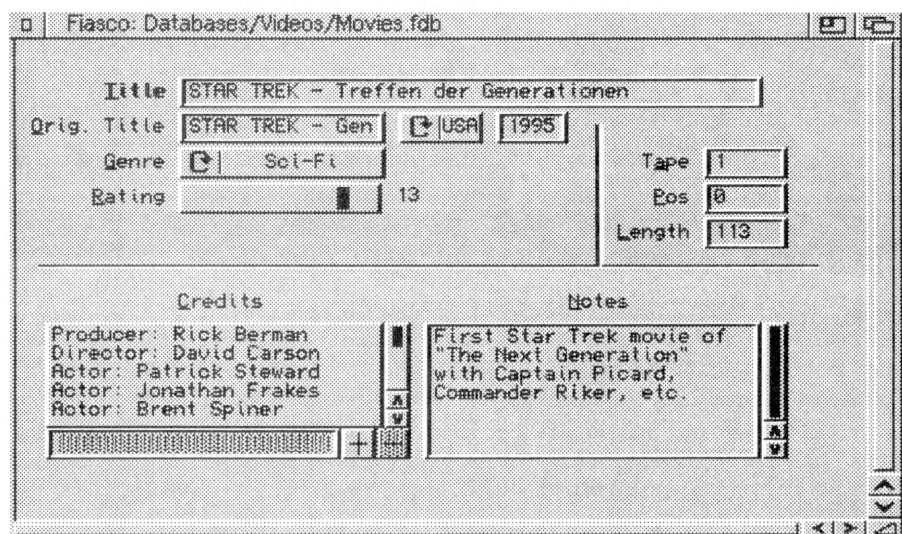 Fiasco: Databases/Videos/Movies.fdb
Title STAR TREK - Treffen der Generationen
Orig. Title STAR TREK - Gen USA 1995
Genre Sci-Fi
Rating 13
Tape 1
Pos 0
Length 113
Credits
Producer: Rick Berman
Director: David Carson
Actor: Patrick Steward
Actor: Jonathan Frakes
Actor: Brent Spiner
Notes
First Star Trek movie of
"The Next Generation"
with Captain Picard,
Commander Riker, etc.